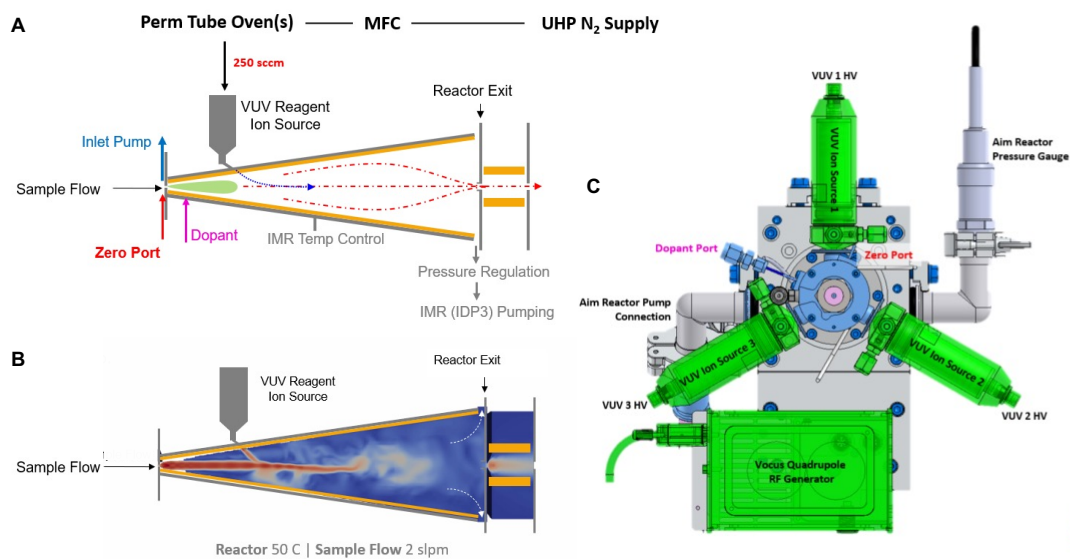 A
Perm Tube Oven(s)
MFC
UHP N₂ Supply
250 sccm
VUV Reagent
Ion Source
Reactor Exit
Inlet Pump
Sample Flow
Zero Port
Dopant
IMR Temp Control
Pressure Regulation
IMR (IDP3) Pumping
B
VUV Reagent
Ion Source
Reactor Exit
Sample Flow
Reactor 50 C | Sample Flow 2 slpm
C
VUV 1 HV
VUV Ion Source 1
Aim Reactor
Pressure Gauge
Dopant Port
Zero Port
Aim Reactor Pump
Connection
VUV Ion Source 3
VUV Ion Source 2
VUV 3 HV
VUV 2 HV
Vocus Quadrupole
RF Generator